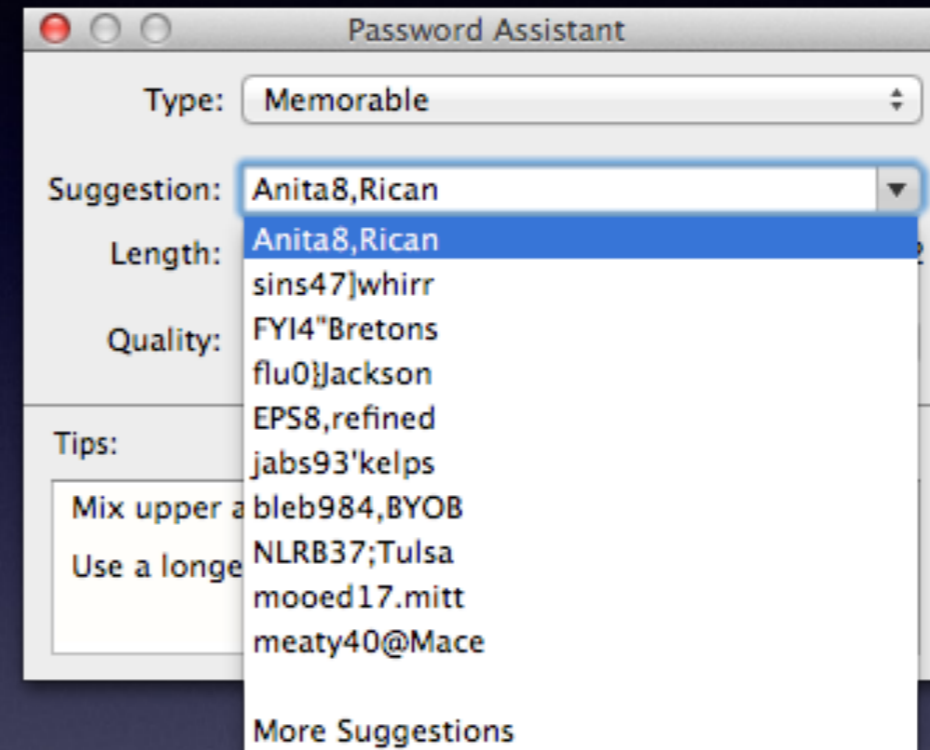 Password Assistant
Type: Memorable
Suggestion: Anita8,Rican
Anita8,Rican
Length:
sins47]whirr
FYI4"Bretons
Quality:
flu0}Jackson
EPS8,refined
Tips:
jabs93'kelps
Mix upper a
bleb984,BYOB
NLRB37;Tulsa
Use a longe
mooed17.mitt
meaty40@Mace
More Suggestions